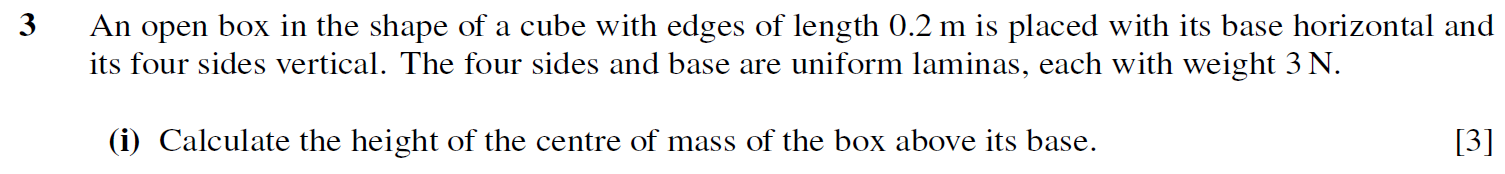 3 An open box in the shape of a cube with edges of length 0.2 m is placed with its base horizontal and
its four sides vertical. The four sides and base are uniform laminas, each with weight 3 N.
(i) Calculate the height of the centre of mass of the box above its base. [3]